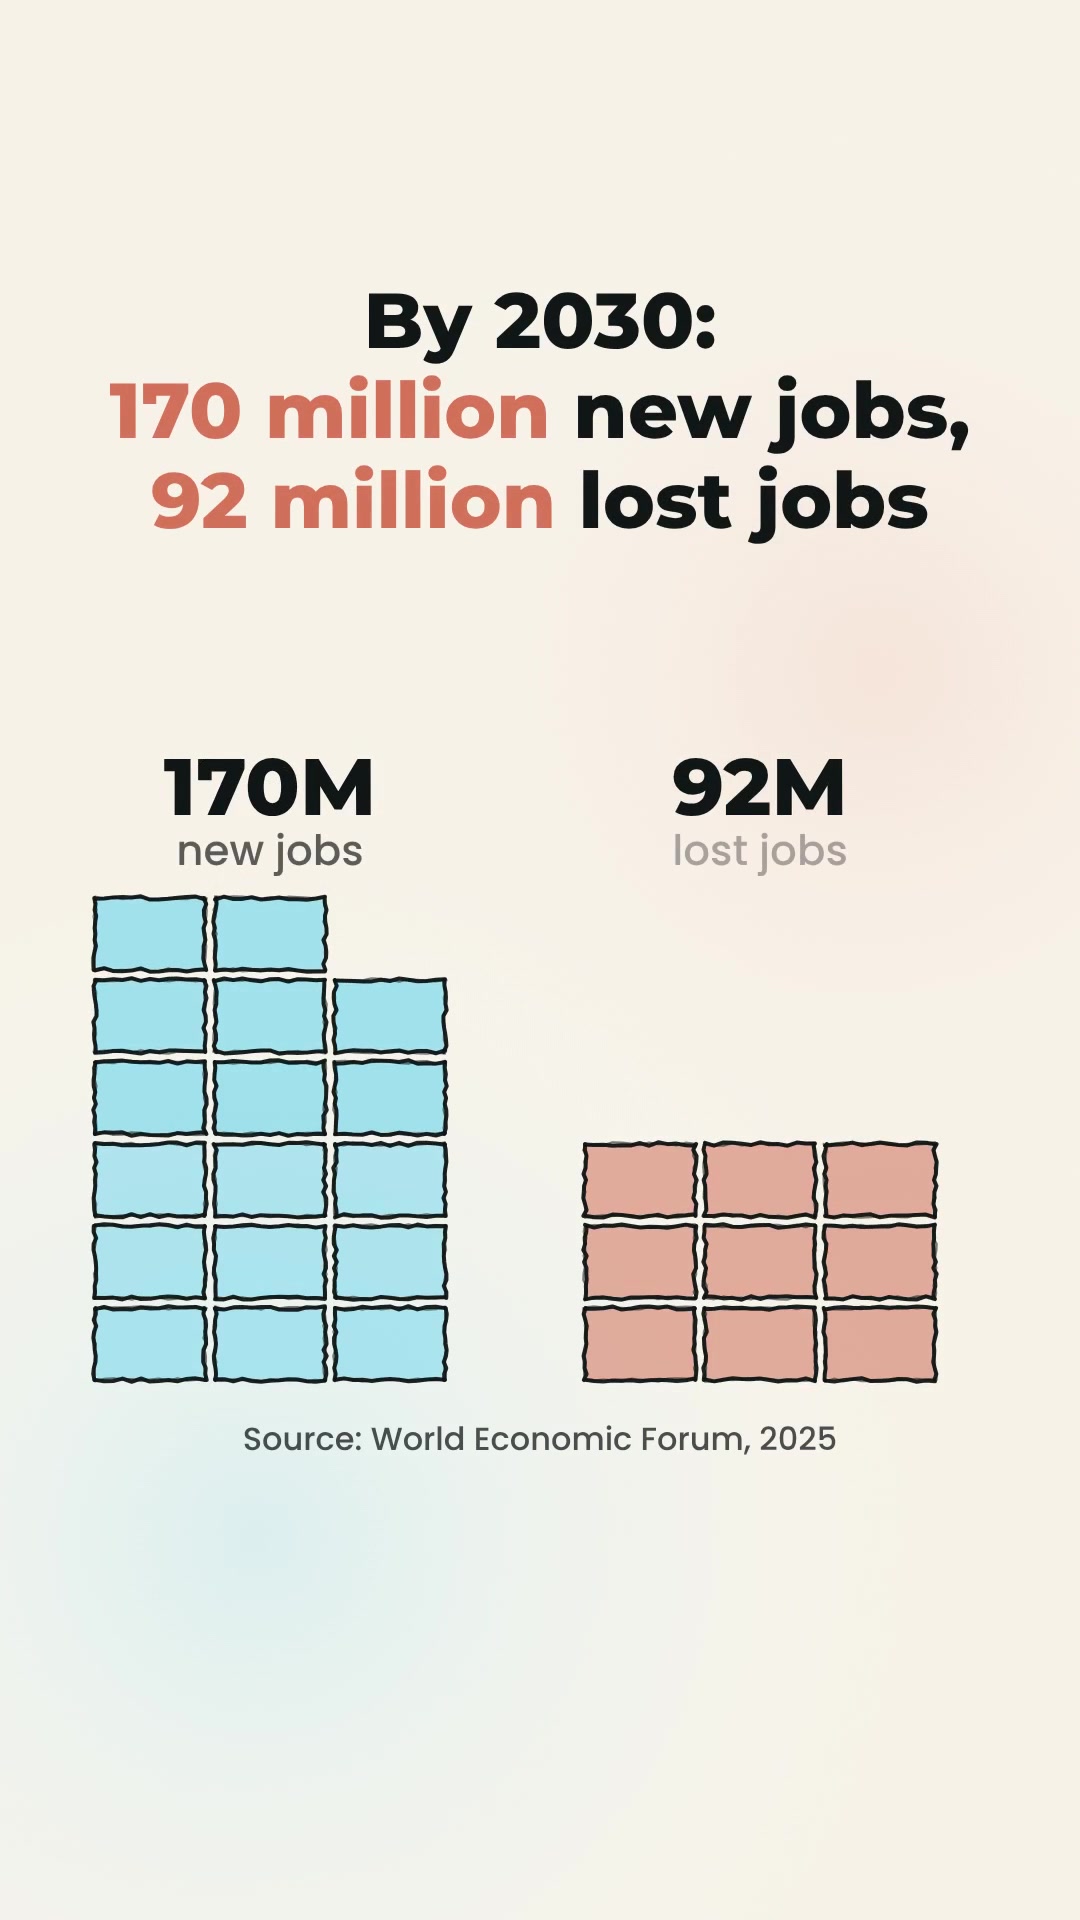 By 2030:
170 million new jobs,
92 million lost jobs
170M
new jobs
92M
lost jobs
Source: World Economic Forum, 2025